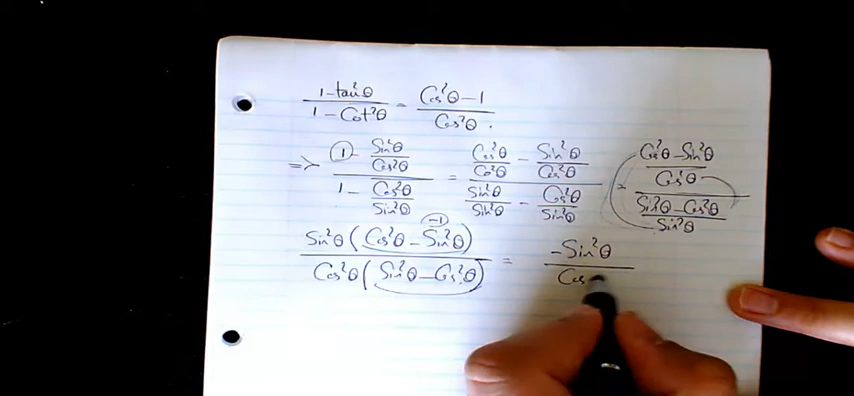 1-tan²θ / 1-Cot²θ = Cos²θ-1 / Cos²θ .
=> 1 - Sin²θ/Cos²θ / 1 - Cos²θ/Sin²θ = Cos²θ/Cos²θ - Sin²θ/Cos²θ / Sin²θ/Sin²θ - Cos²θ/Sin²θ = Cos²θ-Sin²θ/Cos²θ / Sin²θ-Cos²θ/Sin²θ
-1
Sin²θ(Cos²θ-Sin²θ) / Cos²θ(Sin²θ-Cos²θ) = -Sin²θ / Cos